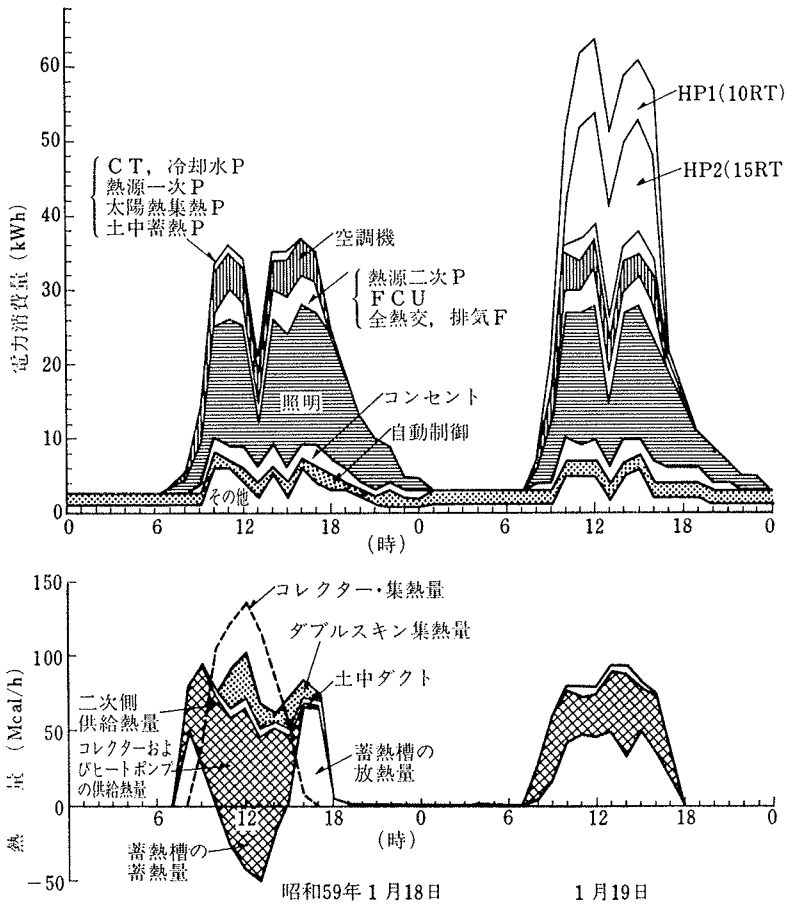 60
50
40
30
20
10
0
電力消費量 (kWh)
CT, 冷却水P
熱源一次P
太陽熱集熱P
土中蓄熱P
空調機
熱源二次P
FCU
全熱交, 排気F
照明
コンセント
自動制御
その他
HP1(10RT)
HP2(15RT
0 6 12 18 0 6 12 18 0
(時)
150
100
50
0
-50
熱 量 (Mcal/h)
コレクター・集熱量
ダブルスキン集熱量
土中ダクト
二次側
供給熱量
コレクターおよ
びヒートポンプ
の供給熱量
蓄熱槽の
放熱量
蓄熱槽の
蓄熱量
6 12 18 0 6 12 18 0
(時)
昭和59年1月18日
1月19日